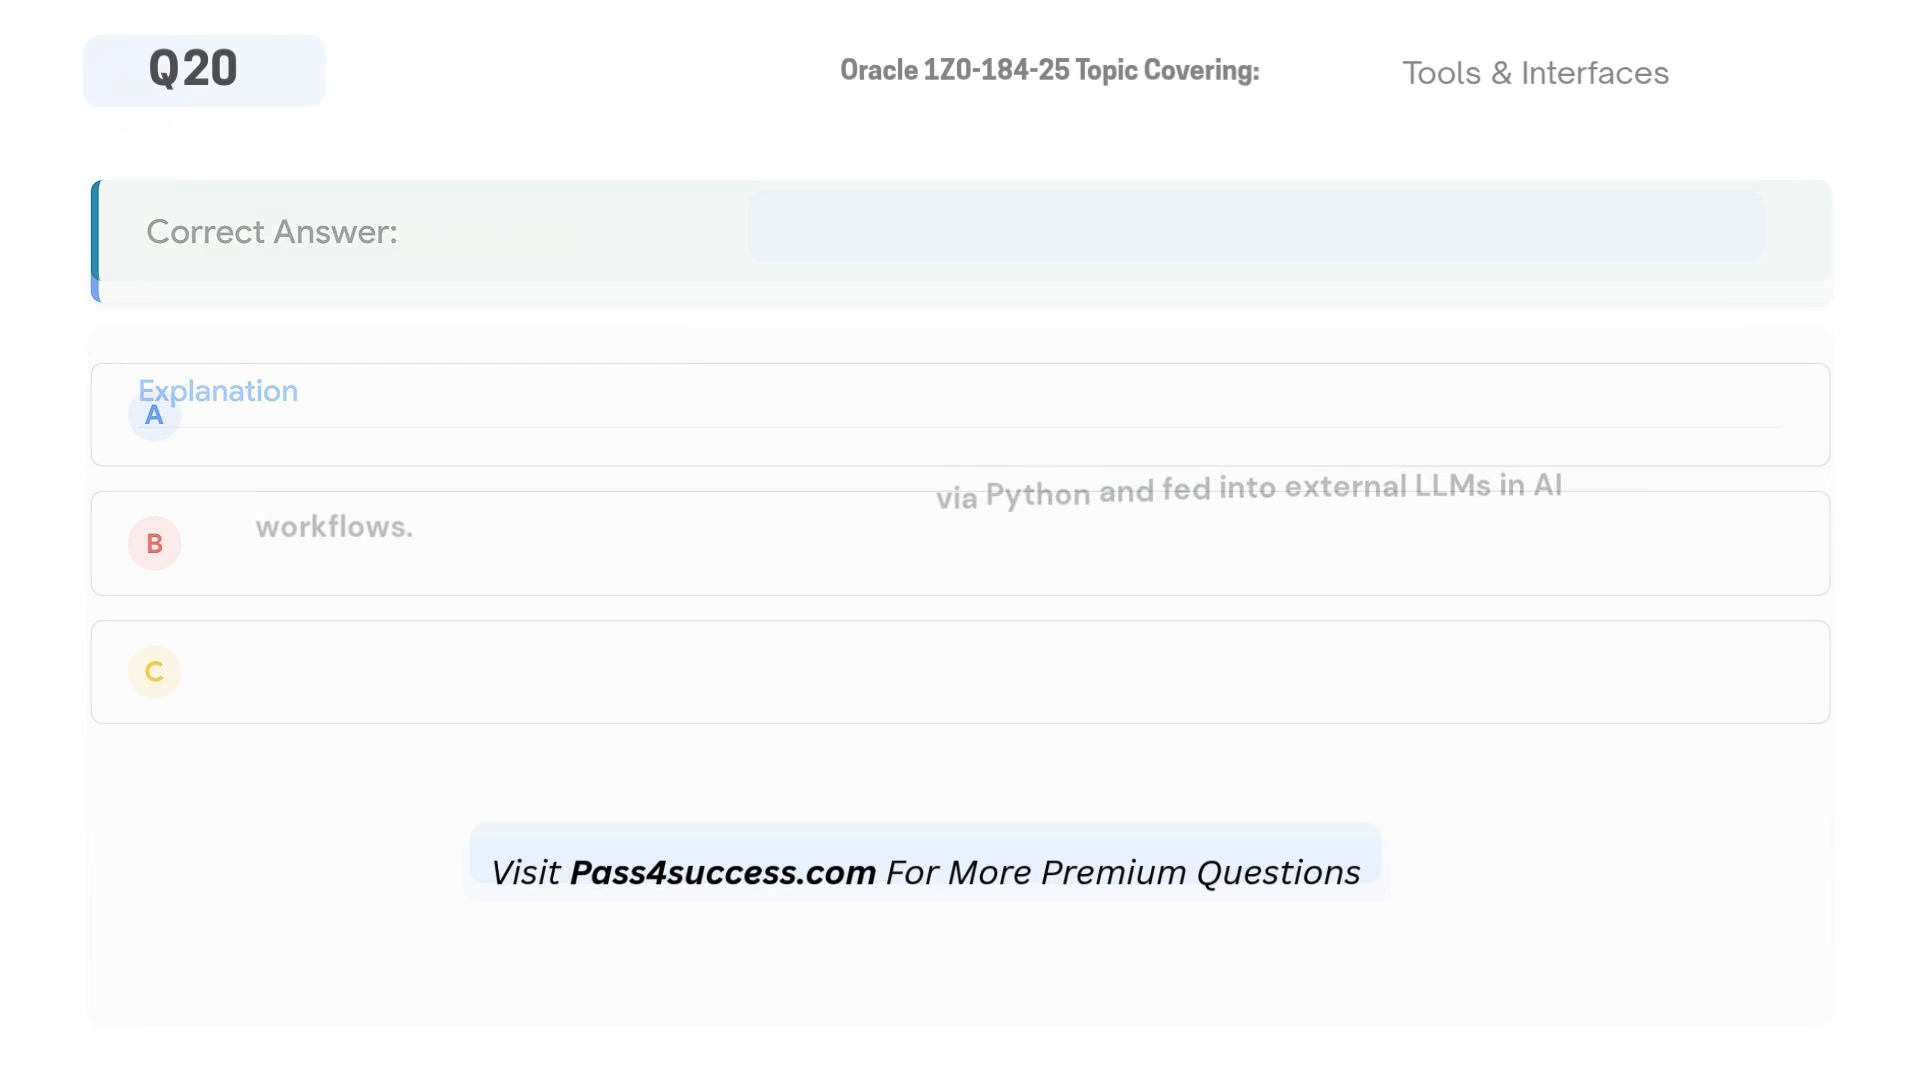 Q20
Oracle 1Z0-184-25 Topic Covering:
Tools & Interfaces
Correct Answer:
Explanation
A
via Python and fed into external LLMs in AI
workflows.
B
C
Visit Pass4success.com For More Premium Questions